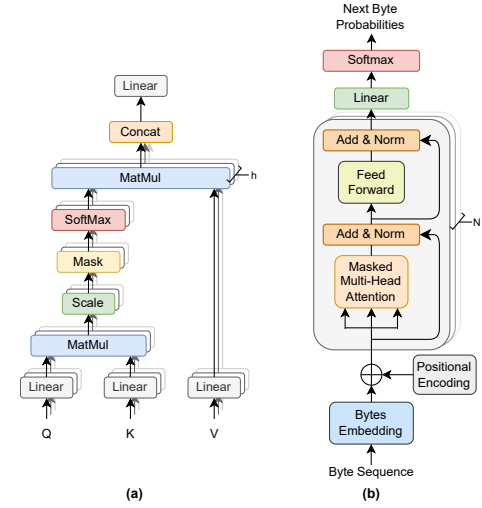 Linear
Concat
MatMul
h
SoftMax
Mask
Scale
MatMul
Linear
Linear
Linear
Q
K
V
(a)
Next Byte
Probabilities
Softmax
Linear
Add & Norm
Feed
Forward
N
Add & Norm
Masked
Multi-Head
Attention
Positional
Encoding
Bytes
Embedding
Byte Sequence
(b)